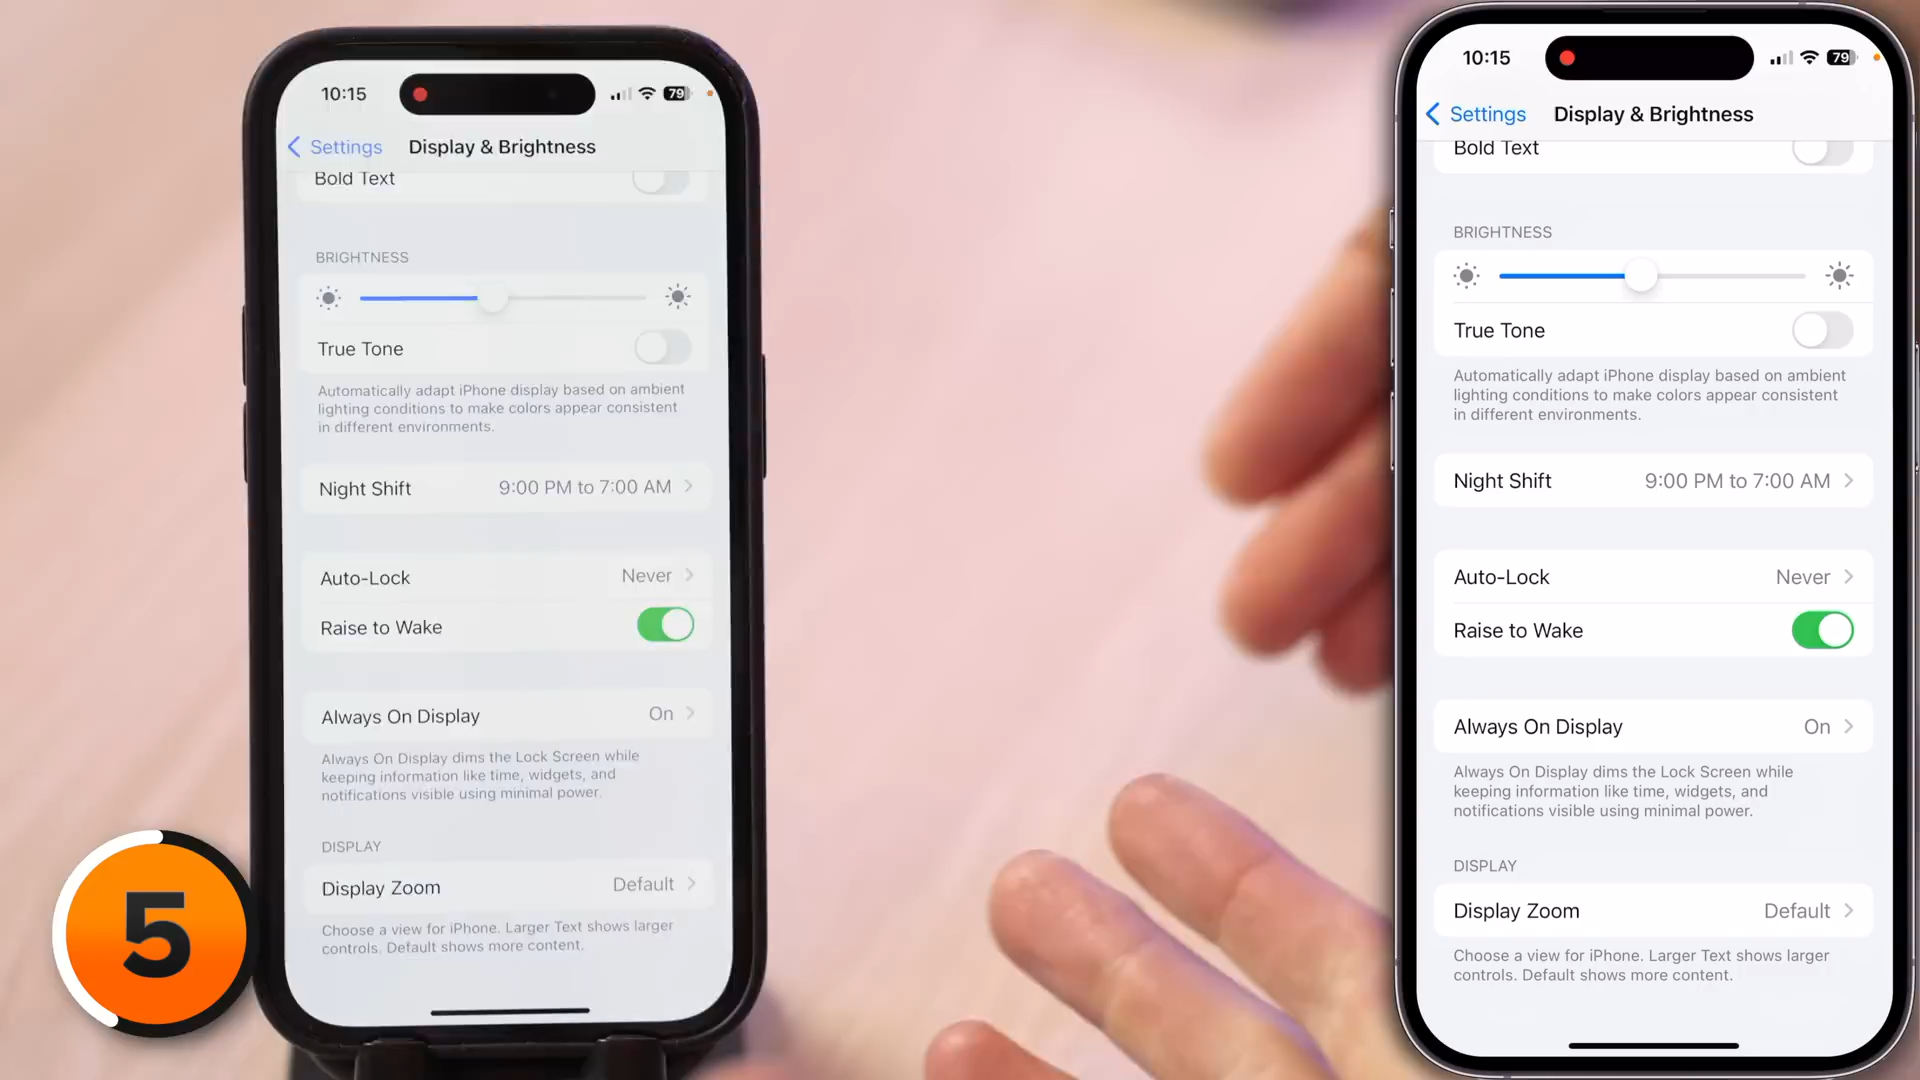 10:15
79
Settings
Display & Brightness
Bold Text
BRIGHTNESS
True Tone
Automatically adapt iPhone display based on ambient
lighting conditions to make colors appear consistent
in different environments.
Night Shift
9:00 PM to 7:00 AM
Auto-Lock
Never
Raise to Wake
Always On Display
On
Always On Display dims the Lock Screen while
keeping information like time, widgets, and
notifications visible using minimal power.
DISPLAY
Display Zoom
Default
Choose a view for iPhone. Larger Text shows larger
controls. Default shows more content.
5
10:15
79
Settings
Display & Brightness
Bold Text
BRIGHTNESS
True Tone
Automatically adapt iPhone display based on ambient
lighting conditions to make colors appear consistent
in different environments.
Night Shift
9:00 PM to 7:00 AM
Auto-Lock
Never
Raise to Wake
Always On Display
On
Always On Display dims the Lock Screen while
keeping information like time, widgets, and
notifications visible using minimal power.
DISPLAY
Display Zoom
Default
Choose a view for iPhone. Larger Text shows larger
controls. Default shows more content.